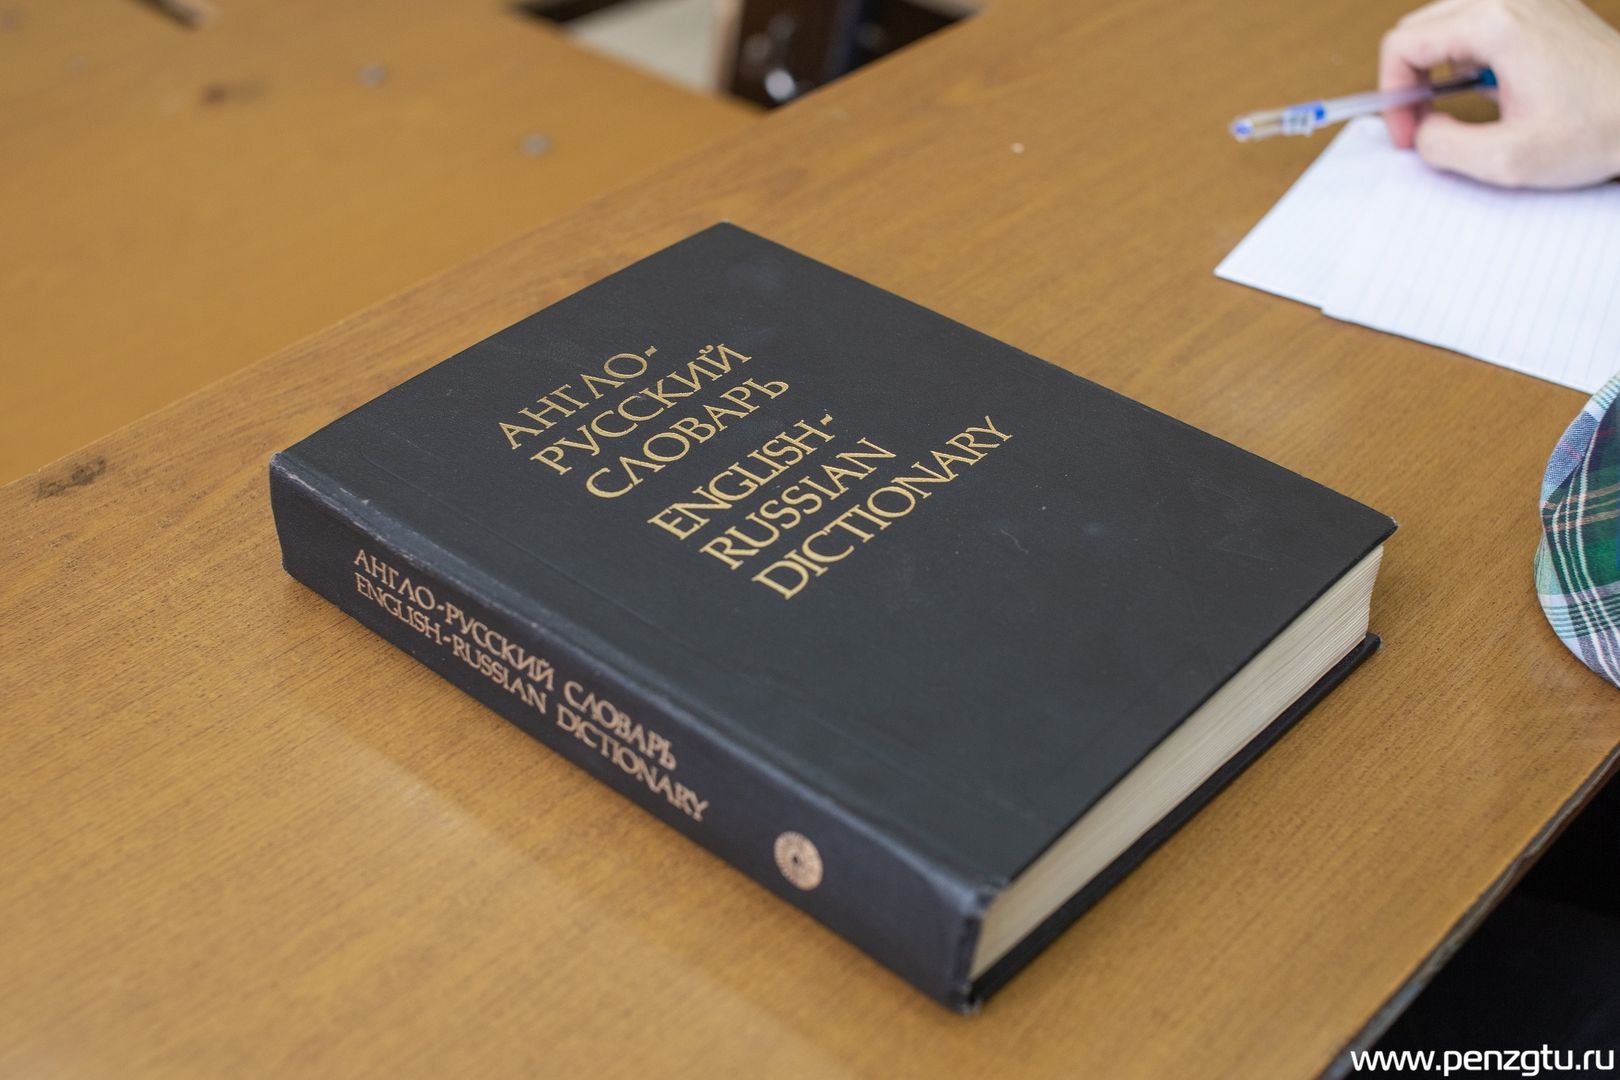 АНГЛО-
РУССКИЙ
СЛОВАРЬ
ENGLISH-
RUSSIAN
DICTIONARY
АНГЛО-РУССКИЙ СЛОВАРЬ
ENGLISH-RUSSIAN DICTIONARY
www.penzgtu.ru